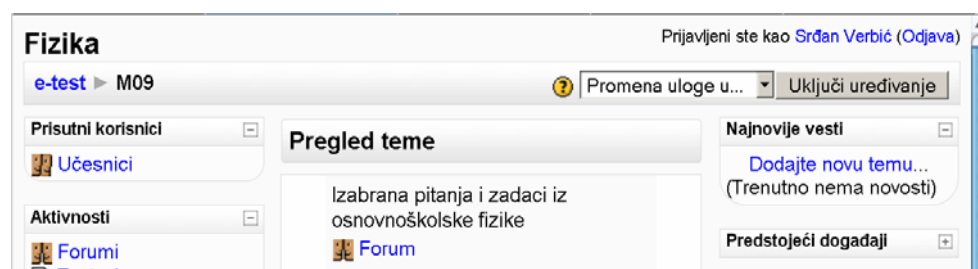 Fizika
Prijavljeni ste kao Srđan Verbić (Odjava)
e-test ► M09
Promena uloge u... Uključi uređivanje
Prisutni korisnici
Učesnici
Aktivnosti
Forumi
Pregled teme
Izabrana pitanja i zadaci iz
osnovnoškolske fizike
Forum
Najnovije vesti
Dodajte novu temu...
(Trenutno nema novosti)
Predstojeći događaji